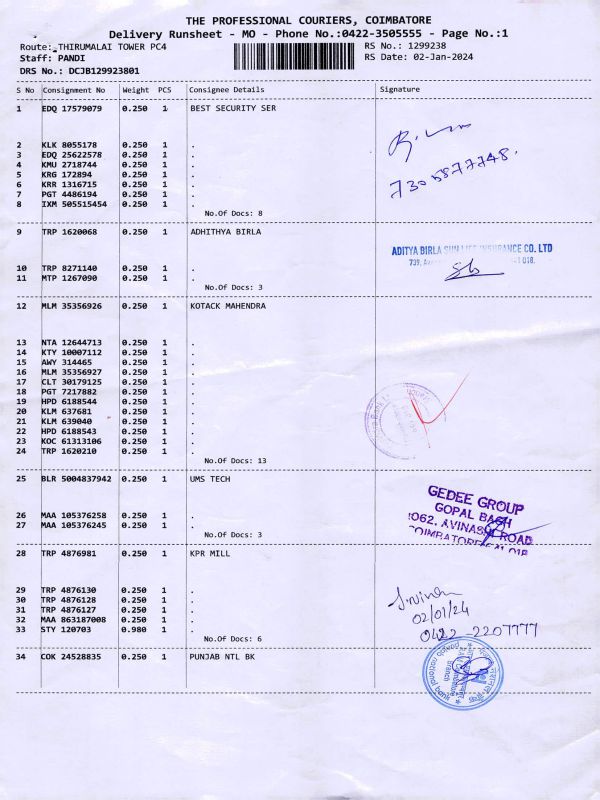 THE PROFESSIONAL COURIERS, COIMBATORE
Delivery Runsheet - MO - Phone No.:0422-3505555 - Page No.:1
Route: THIRUMALAI TOWER PC4 RS No.: 1299238
Staff: PANDI RS Date: 02-Jan-2024
DRS No.: DCJB129923801
S No Consignment No Weight PCS Consignee Details Signature
1 EDQ 17579079 0.250 1 BEST SECURITY SER
2 KLK 8055178 0.250 1 .
3 EDQ 25622578 0.250 1 .
4 KMU 2718744 0.250 1 .
5 KRG 172894 0.250 1 .
6 KRR 1316715 0.250 1 .
7 PGT 4486194 0.250 1 .
8 IXM 505515454 0.250 1 .
7305877748.
No.Of Docs: 8
9 TRP 1620068 0.250 1 ADHITHYA BIRLA
ADITYA BIRLA SUN LIFE INSURANCE CO. LTD
739,
10 TRP 8271140 0.250 1 .
11 MTP 1267090 0.250 1 .
No.Of Docs: 3
12 MLM 35356926 0.250 1 KOTACK MAHENDRA
13 NTA 12644713 0.250 1 .
14 KTY 10007112 0.250 1 .
15 AWY 314465 0.250 1 .
16 MLM 35356927 0.250 1 .
17 CLT 30179125 0.250 1 .
18 PGT 7217882 0.250 1 .
19 HPD 6188544 0.250 1 .
20 KLM 637681 0.250 1 .
21 KLM 639040 0.250 1 .
22 HPD 6188543 0.250 1 .
23 KOC 61313106 0.250 1 .
24 TRP 1620210 0.250 1 .
No.Of Docs: 13
25 BLR 5004837942 0.250 1 UMS TECH
GEDEE GROUP
GOPAL BAGH
1062, AVINASHI ROAD
COIMBATORE-641 018
26 MAA 105376258 0.250 1 .
27 MAA 105376245 0.250 1 .
No.Of Docs: 3
28 TRP 4876981 0.250 1 KPR MILL
29 TRP 4876130 0.250 1 .
30 TRP 4876128 0.250 1 .
31 TRP 4876127 0.250 1 .
32 MAA 863187008 0.250 1 .
33 STY 120703 0.980 1 .
02/01/24
0422-2207777
No.Of Docs: 6
34 COK 24528835 0.250 1 PUNJAB NTL BK
punjab national bank